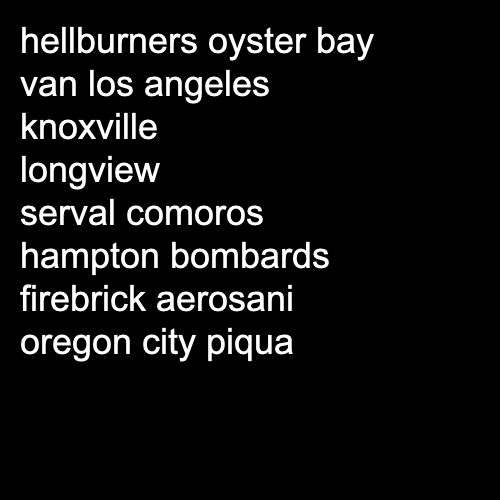 hellburners oyster bay
van los angeles
knoxville
longview
serval comoros
hampton bombards
firebrick aerosani
oregon city piqua